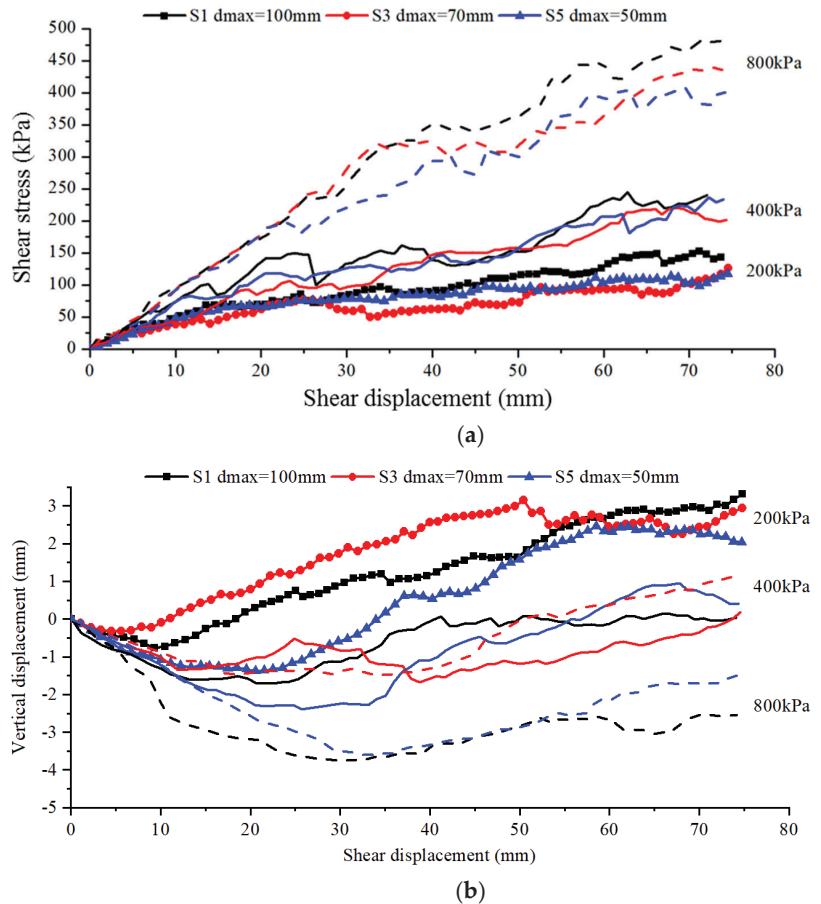 S1 dmax=100mm S3 dmax=70mm S5 dmax=50mm
500
450
400
350
300
250
200
150
100
50
0
Shear stress (kPa)
800kPa
400kPa
200kPa
0 10 20 30 40 50 60 70 80
Shear displacement (mm)
(a)
S1 dmax=100mm S3 dmax=70mm S5 dmax=50mm
3
2
1
0
-1
-2
-3
-4
-5
Vertical displacement (mm)
200kPa
400kPa
800kPa
0 10 20 30 40 50 60 70 80
Shear displacement (mm)
(b)